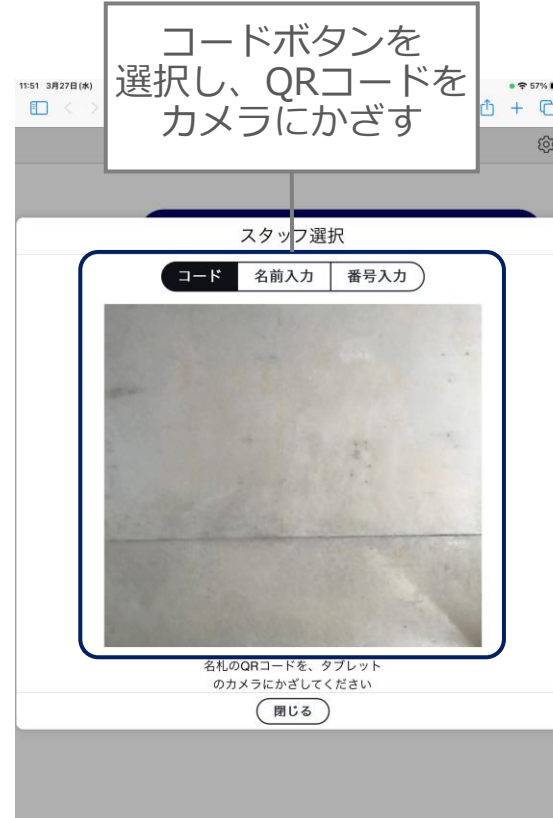 コードボタンを
選択し、QRコードを
カメラにかざす
11:51 3月27日(水)
57%
スタッフ選択
コード 名前入力 番号入力
名札のQRコードを、タブレット
のカメラにかざしてください
閉じる